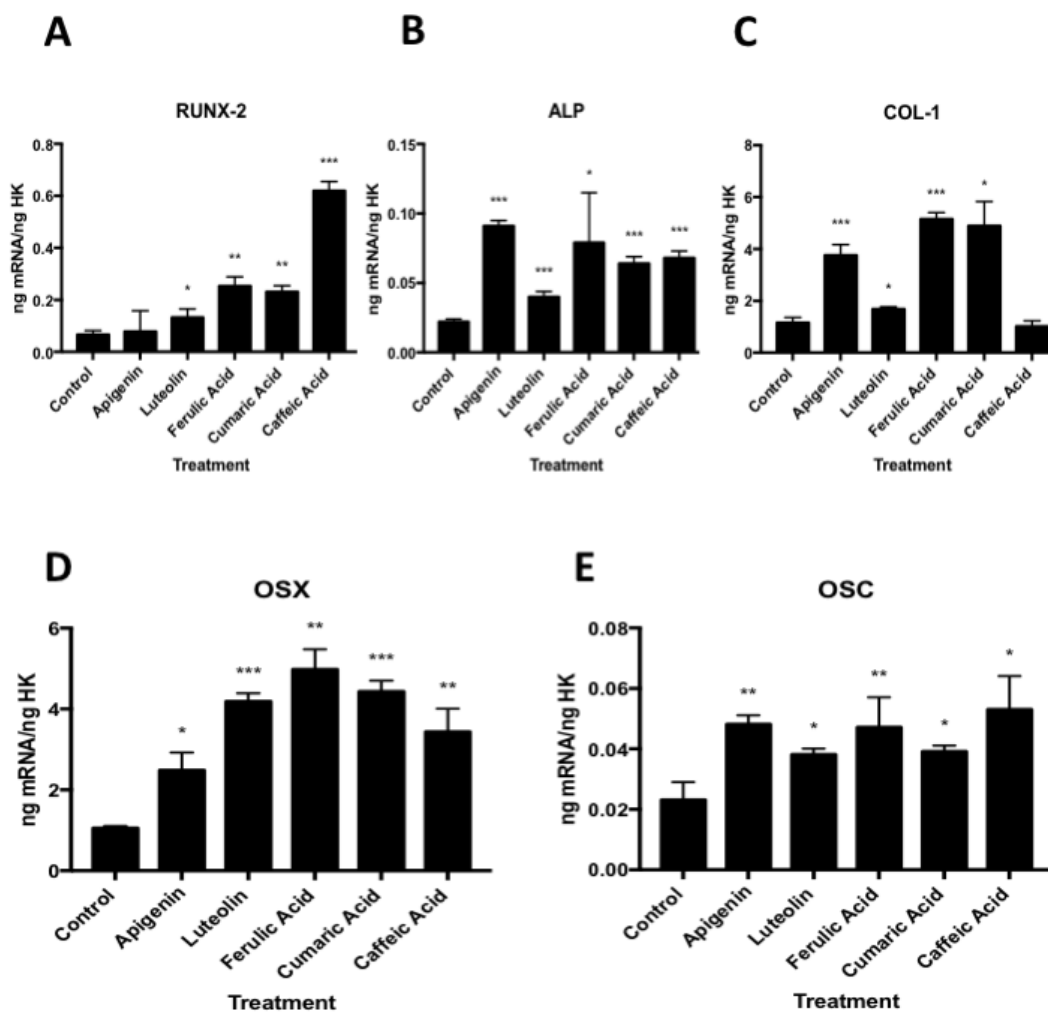 A
B
C
RUNX-2
ALP
COL-1
ng mRNA/ng HK
0.8
0.6
0.4
0.2
0.0
***
**
**
*
Control
Apigenin
Luteolin
Ferulic Acid
Cumaric Acid
Caffeic Acid
Treatment
ng mRNA/ng HK
0.15
0.10
0.05
0.00
***
***
*
***
***
Control
Apigenin
Luteolin
Ferulic Acid
Cumaric Acid
Caffeic Acid
Treatment
ng mRNA/ng HK
8
6
4
2
0
***
*
***
*
Control
Apigenin
Luteolin
Ferulic Acid
Cumaric Acid
Caffeic Acid
Treatment
D
E
OSX
OSC
ng mRNA/ng HK
6
4
2
0
*
***
**
***
**
Control
Apigenin
Luteolin
Ferulic Acid
Cumaric Acid
Caffeic Acid
Treatment
ng mRNA/ng HK
0.08
0.06
0.04
0.02
0.00
**
*
**
*
*
Control
Apigenin
Luteolin
Ferulic Acid
Cumaric Acid
Caffeic Acid
Treatment